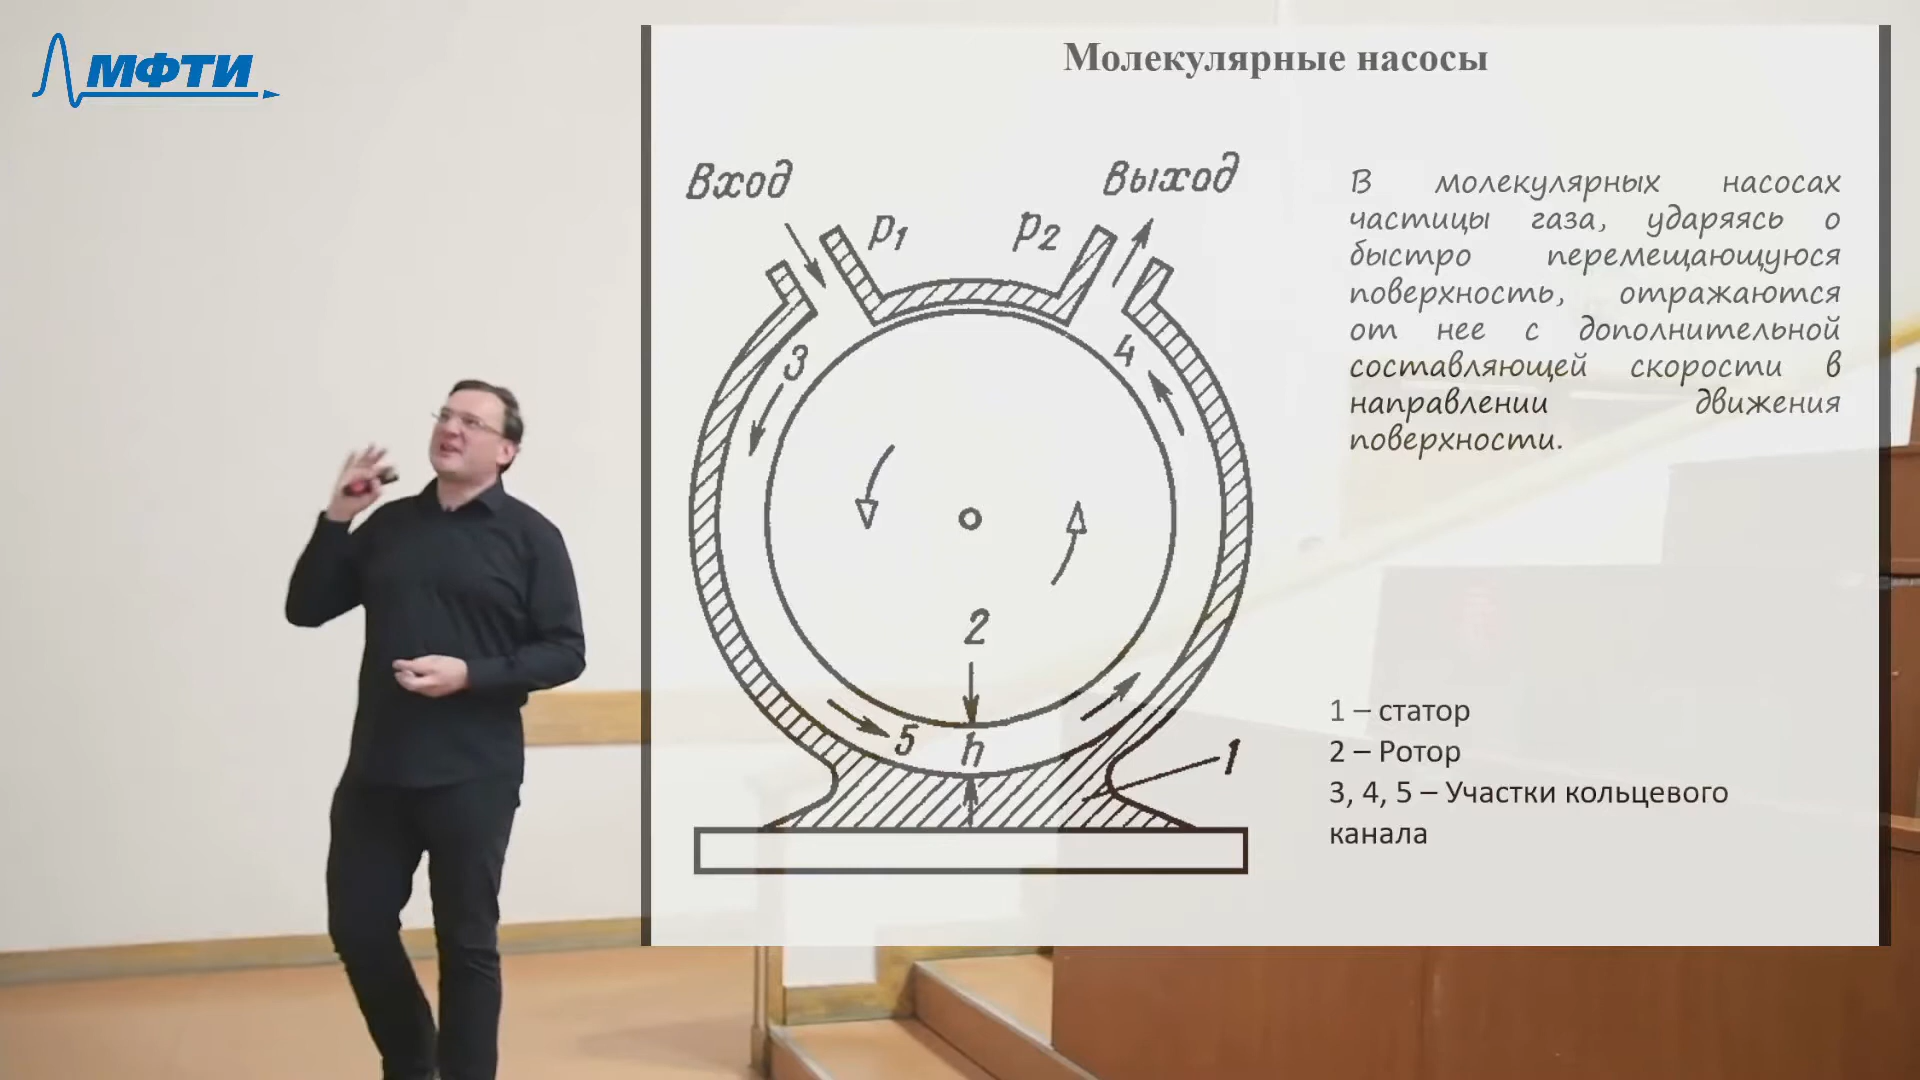 МФТИ
Молекулярные насосы
Вход
Выход
p1
p2
В молекулярных насосах
частицы газа, ударяясь о
быстро перемещающуюся
поверхность, отражаются
от нее с дополнительной
составляющей скорости в
направлении движения
поверхности.
3
4
2
5
h
1
1 – статор
2 – Ротор
3, 4, 5 – Участки кольцевого
канала